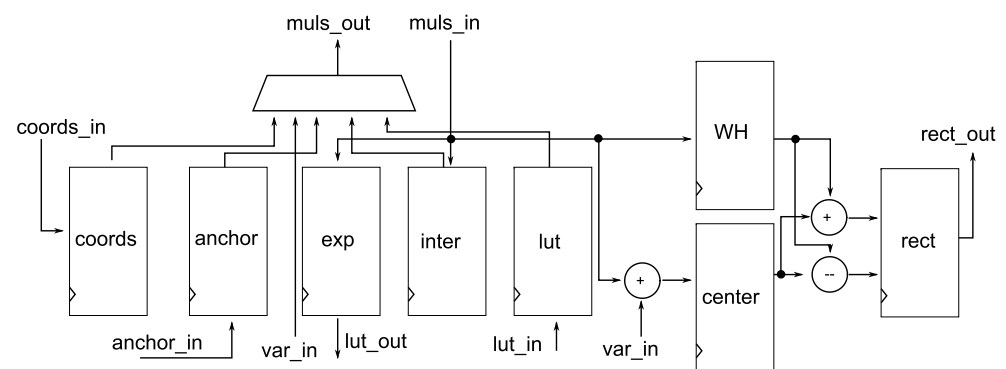 muls_out
muls_in
coords_in
WH
rect_out
coords
anchor
exp
inter
lut
+
rect
+
--
center
anchor_in
var_in
lut_out
lut_in
var_in